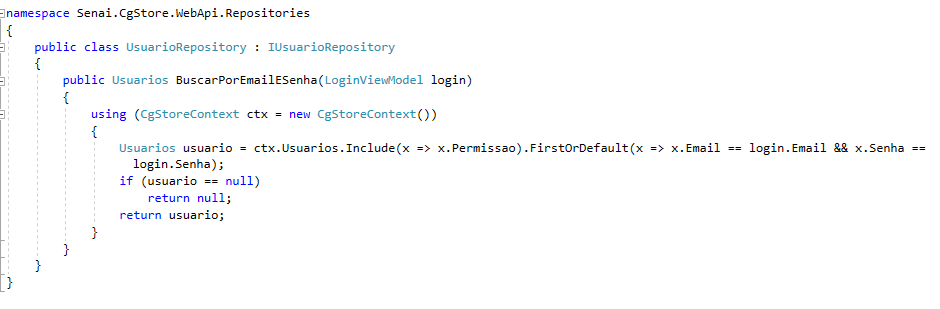 namespace Senai.CgStore.WebApi.Repositories
{
    public class UsuarioRepository : IUsuarioRepository
    {
        public Usuarios BuscarPorEmailESenha(LoginViewModel login)
        {
            using (CgStoreContext ctx = new CgStoreContext())
            {
                Usuarios usuario = ctx.Usuarios.Include(x => x.Permissao).FirstOrDefault(x => x.Email == login.Email && x.Senha ==
                  login.Senha);
                if (usuario == null)
                    return null;
                return usuario;
            }
        }
    }
}